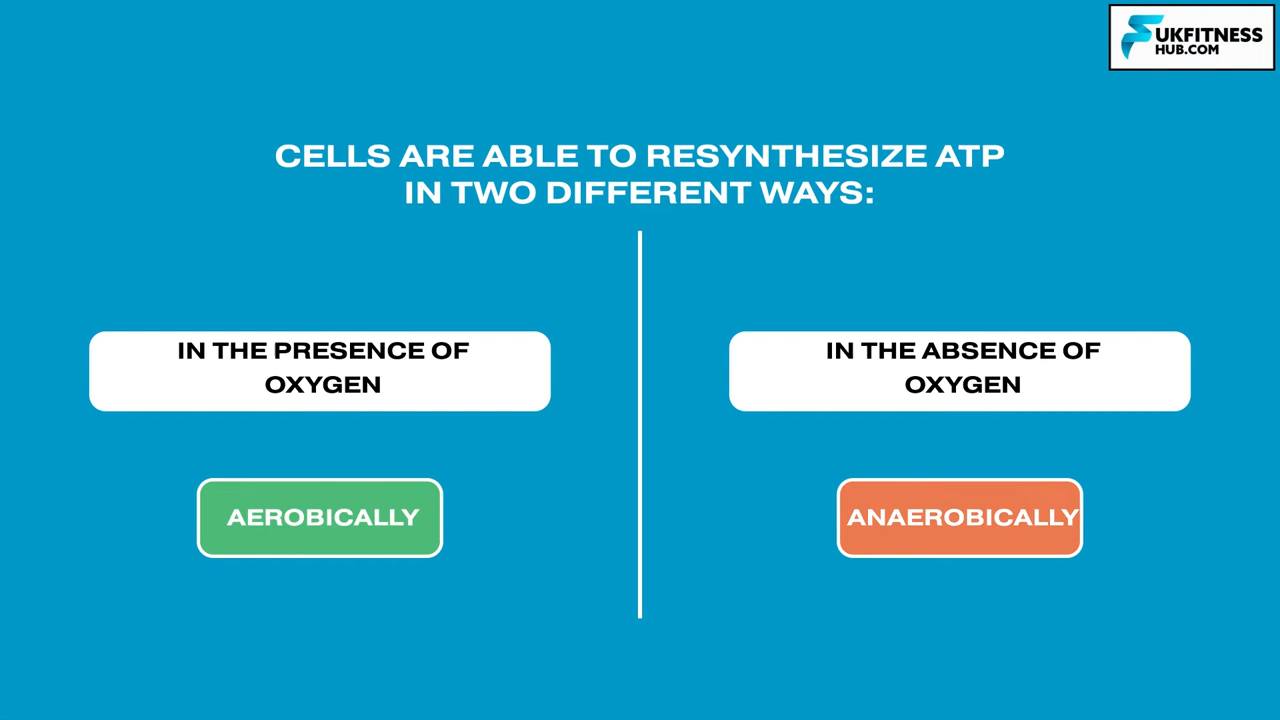 UKFITNESS
HUB.COM
CELLS ARE ABLE TO RESYNTHESIZE ATP
IN TWO DIFFERENT WAYS:
IN THE PRESENCE OF
OXYGEN
IN THE ABSENCE OF
OXYGEN
AEROBICALLY
ANAEROBICALLY